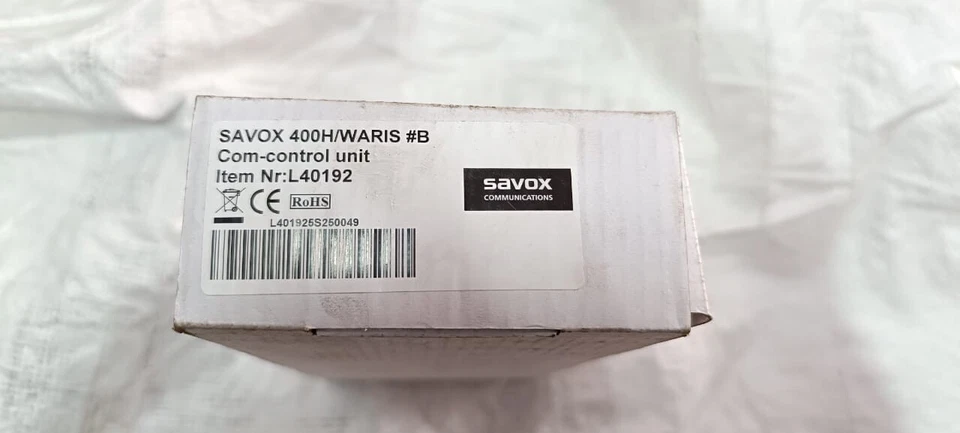 SAVOX 400H/WARIS #B
Com-control unit
Item Nr:L40192
CE RoHS
L401925S250049
savox
COMMUNICATIONS